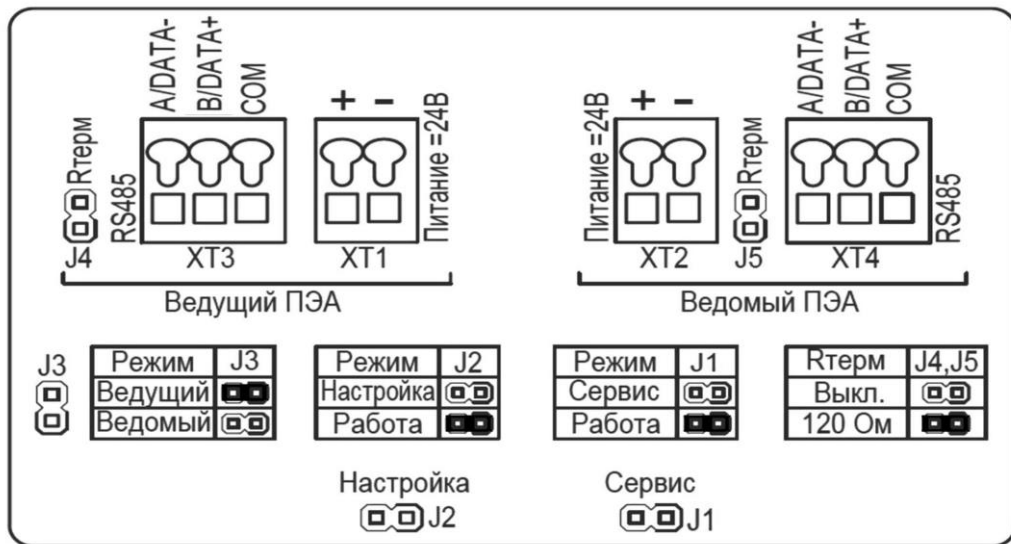 A/DATA- B/DATA+ COM
+ -
Питание =24В
Rтерм
RS485
J4
XT3
XT1
Ведущий ПЭА
Питание =24В
+ -
Rтерм
A/DATA- B/DATA+ COM
RS485
XT2
J5
XT4
Ведомый ПЭА
J3
Режим J3
Ведущий
Ведомый
Режим J2
Настройка
Работа
Режим J1
Сервис
Работа
Rтерм J4,J5
Выкл.
120 Ом
Настройка
J2
Сервис
J1